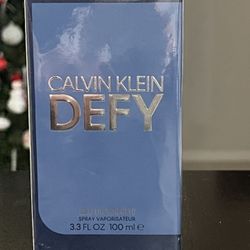 CALVIN KLEIN
DEFY
SPRAY VAPORISATEUR
3.3 FL OZ 100 ml ℮